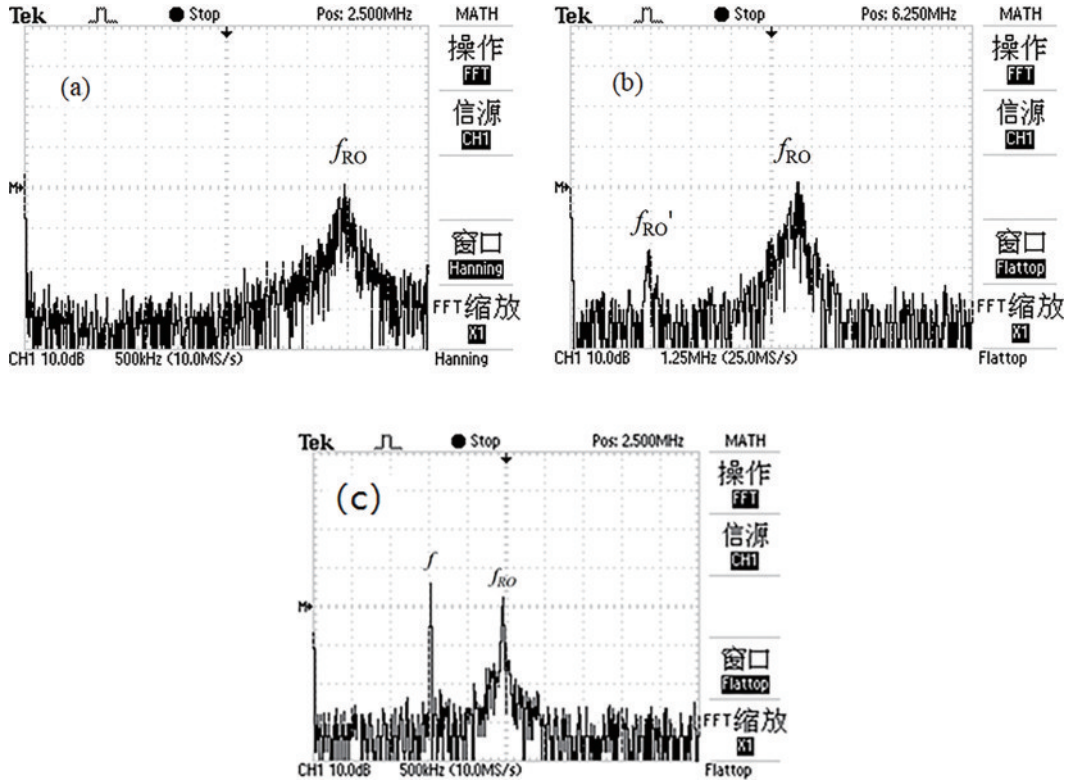 Tek Stop Pos: 2.500MHz MATH
(a)
操作
FFT
信源
CH1
fRO
M
窗口
Hanning
FFT缩放
X1
CH1 10.0dB 500kHz (10.0MS/s) Hanning
Tek Stop Pos: 6.250MHz MATH
(b)
操作
FFT
信源
CH1
fRO
M
fRO'
窗口
Flattop
FFT缩放
X1
CH1 10.0dB 1.25MHz (25.0MS/s) Flattop
Tek Stop Pos: 2.500MHz MATH
(c)
操作
FFT
信源
CH1
f fRO
M
窗口
Flattop
FFT缩放
X1
CH1 10.0dB 500kHz (10.0MS/s) Flattop